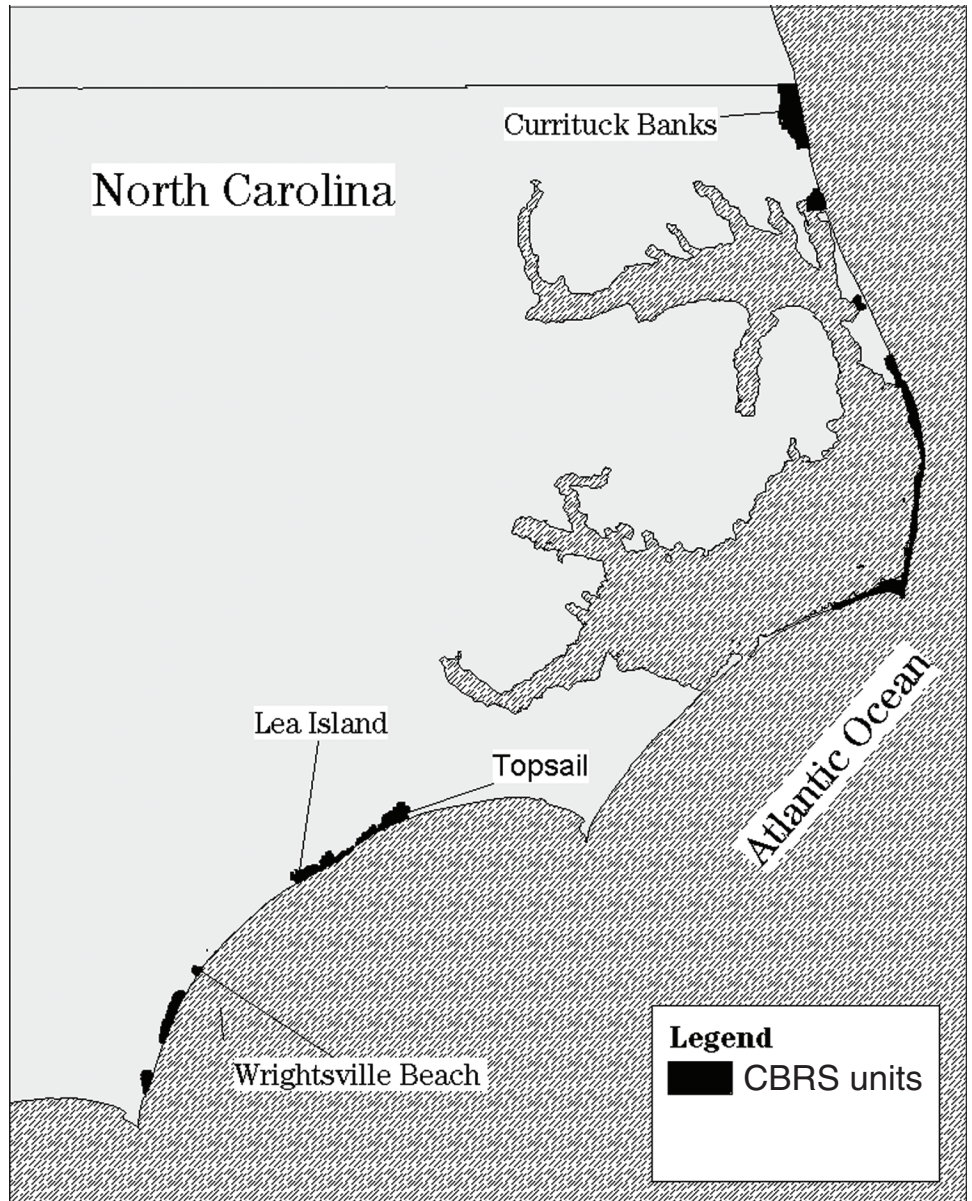 Currituck Banks
North Carolina
Atlantic Ocean
Lea Island
Topsail
Wrightsville Beach
Legend
CBRS units